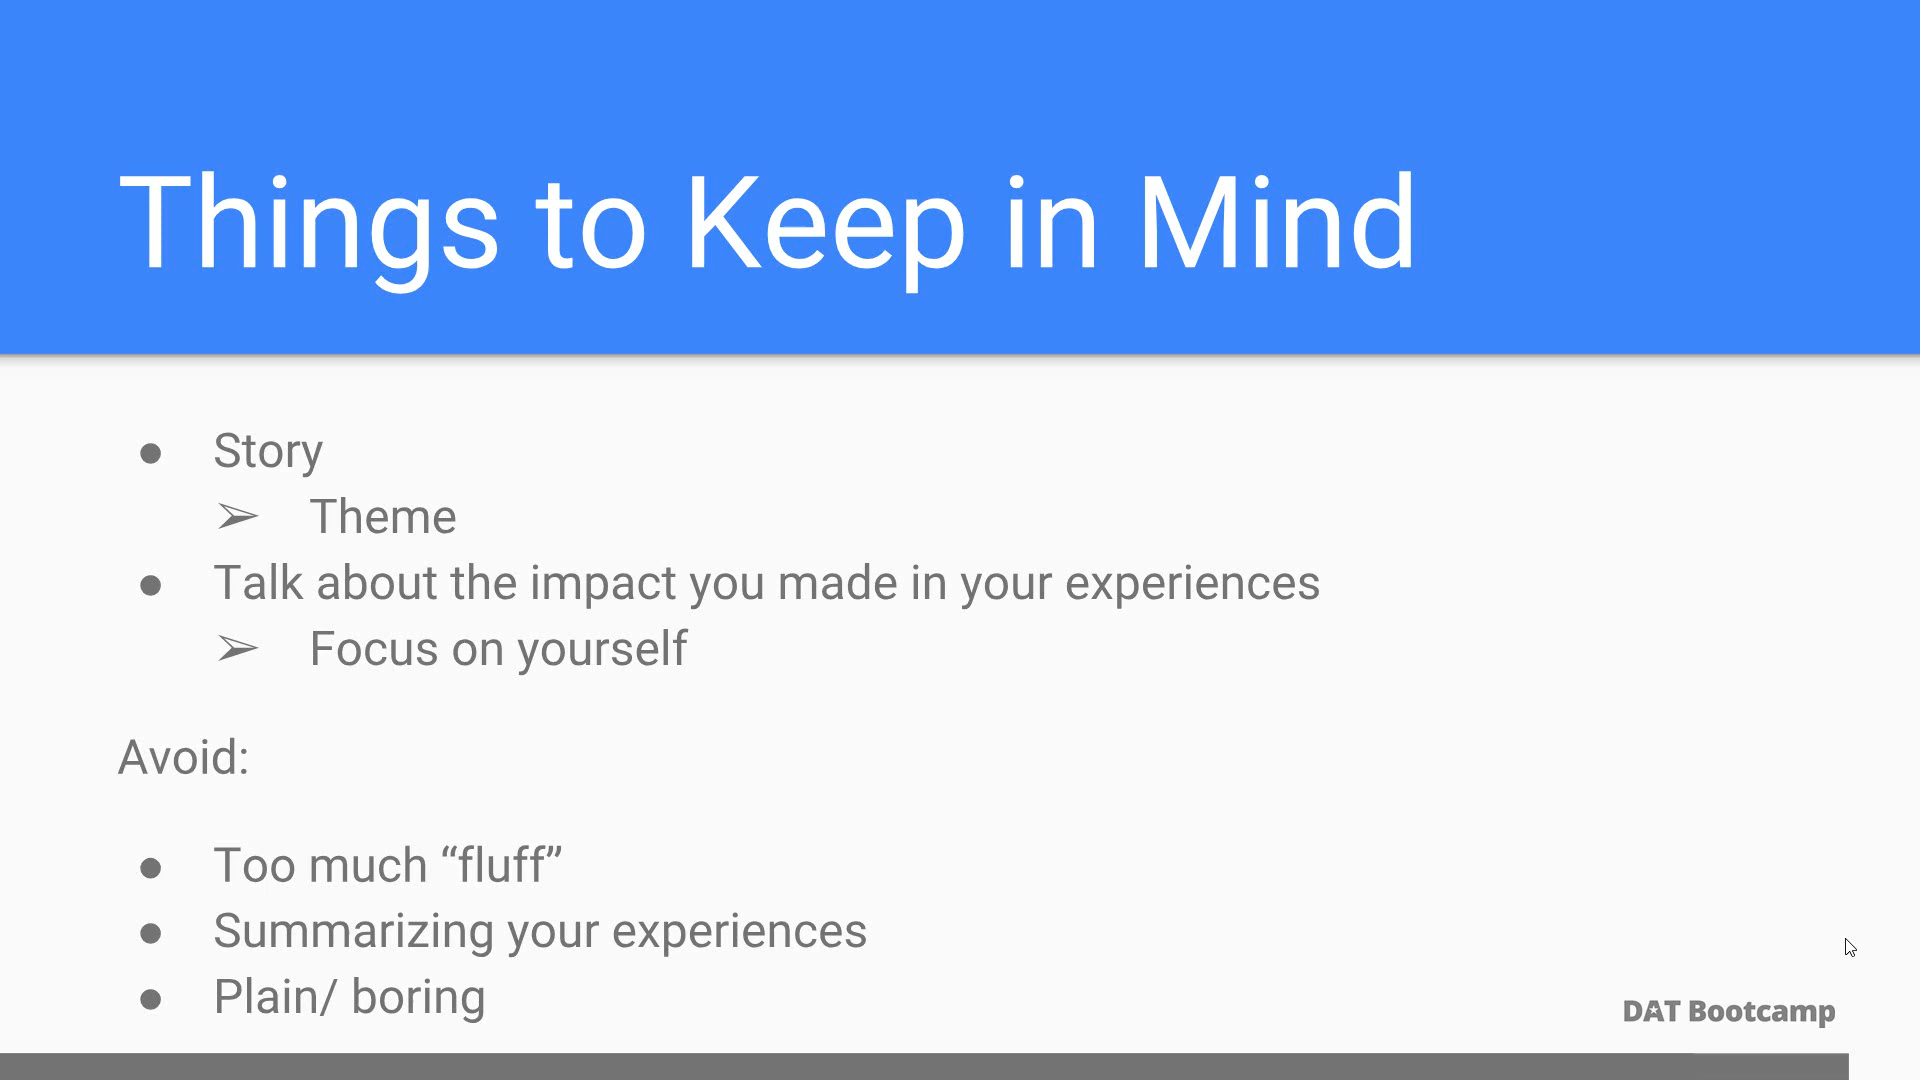 Things to Keep in Mind
● Story
➢ Theme
● Talk about the impact you made in your experiences
➢ Focus on yourself
Avoid:
● Too much “fluff”
● Summarizing your experiences
● Plain/ boring
DAT Bootcamp